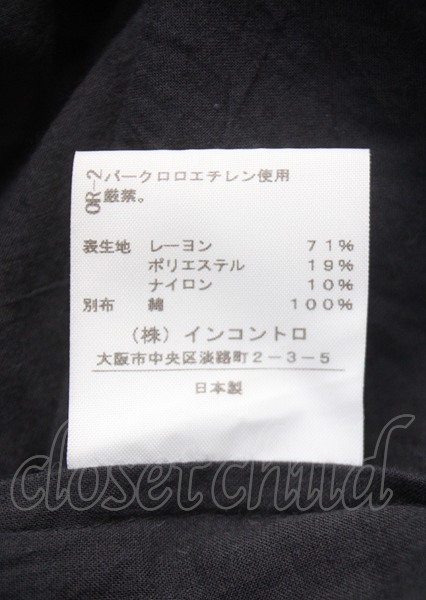 OR-2
パークロロエチレン使用
厳禁。
表生地 レーヨン 71%
ポリエステル 19%
ナイロン 10%
別布 綿 100%
(株) インコントロ
大阪市中央区淡路町2-3-5
日本製
closet child